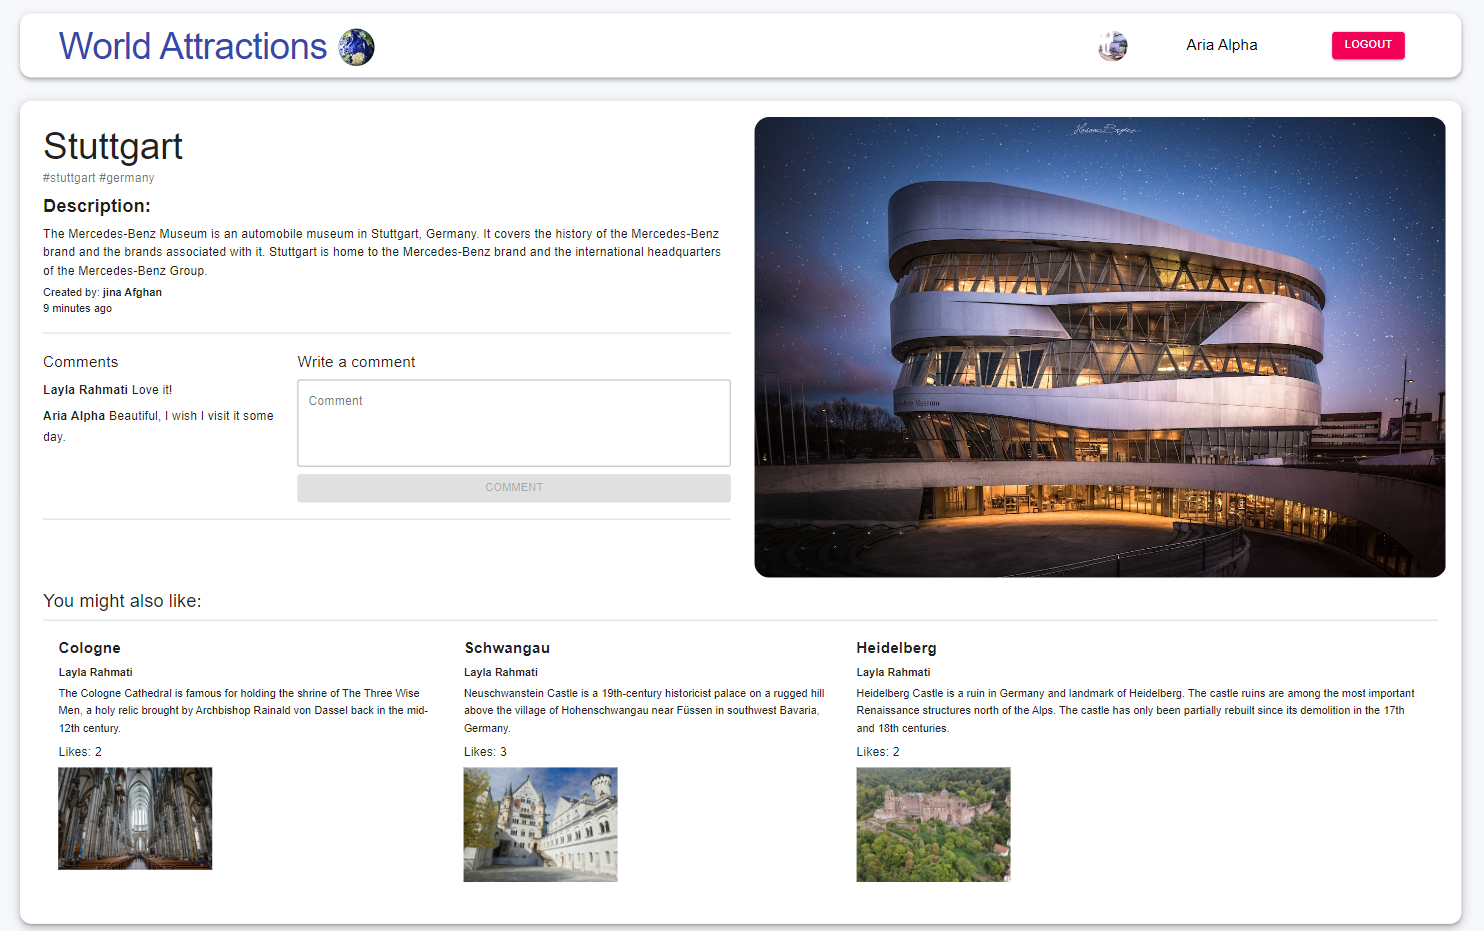 World Attractions
Aria Alpha
LOGOUT
Stuttgart
#stuttgart #germany
Description:
The Mercedes-Benz Museum is an automobile museum in Stuttgart, Germany. It covers the history of the Mercedes-Benz
brand and the brands associated with it. Stuttgart is home to the Mercedes-Benz brand and the international headquarters
of the Mercedes-Benz Group.
Created by: jina Afghan
9 minutes ago
Comments
Layla Rahmati Love it!
Aria Alpha Beautiful, I wish I visit it some
day.
Write a comment
Comment
COMMENT
Museum
You might also like:
Cologne
Layla Rahmati
The Cologne Cathedral is famous for holding the shrine of The Three Wise
Men, a holy relic brought by Archbishop Rainald von Dassel back in the mid-
12th century.
Likes: 2
Schwangau
Layla Rahmati
Neuschwanstein Castle is a 19th-century historicist palace on a rugged hill
above the village of Hohenschwangau near Füssen in southwest Bavaria,
Germany.
Likes: 3
Heidelberg
Layla Rahmati
Heidelberg Castle is a ruin in Germany and landmark of Heidelberg. The castle ruins are among the most important
Renaissance structures north of the Alps. The castle has only been partially rebuilt since its demolition in the 17th
and 18th centuries.
Likes: 2